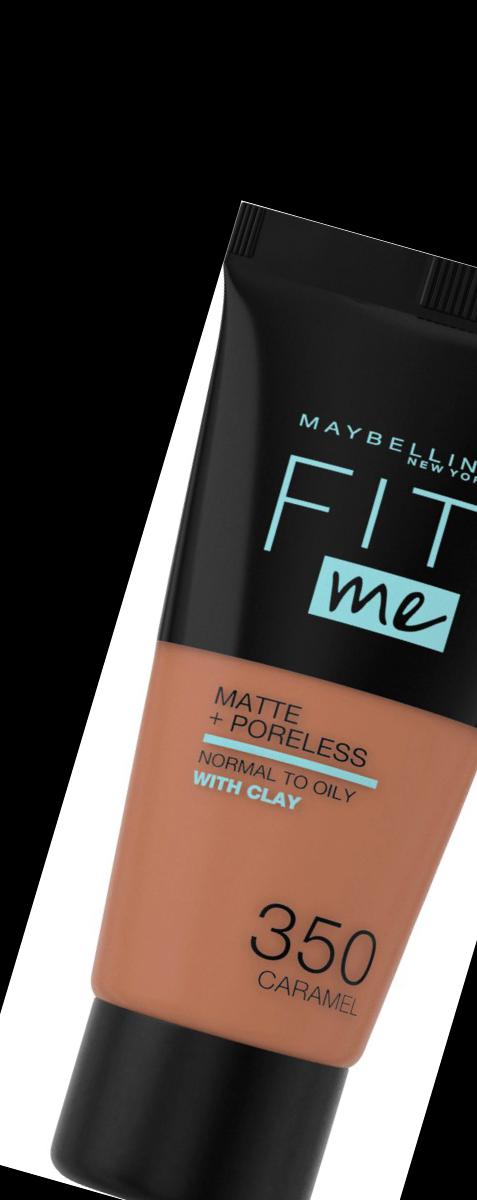 MAYBELLIN
NEW YOR
FIT
me
MATTE
+ PORELESS
NORMAL TO OILY
WITH CLAY
350
CARAMEL